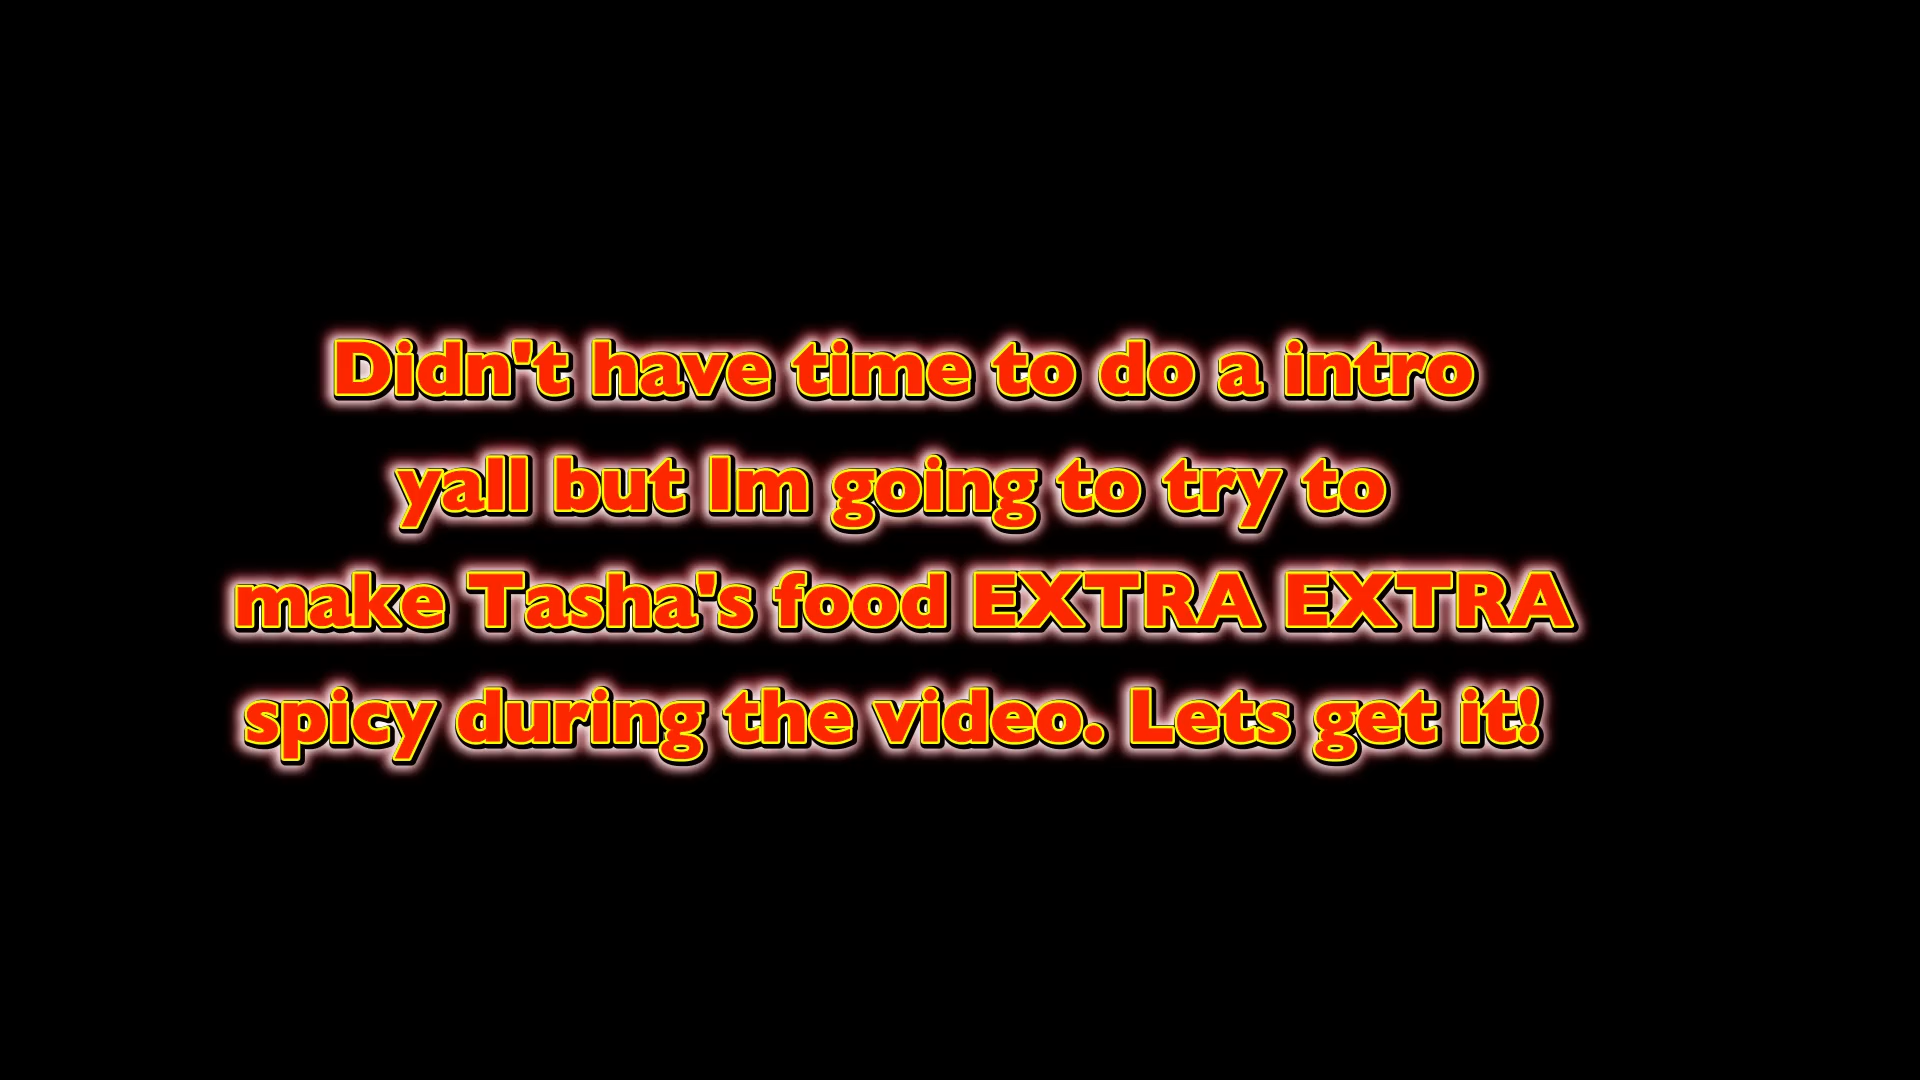 Didn't have time to do a intro
yall but Im going to try to
make Tasha's food EXTRA EXTRA
spicy during the video. Lets get it!